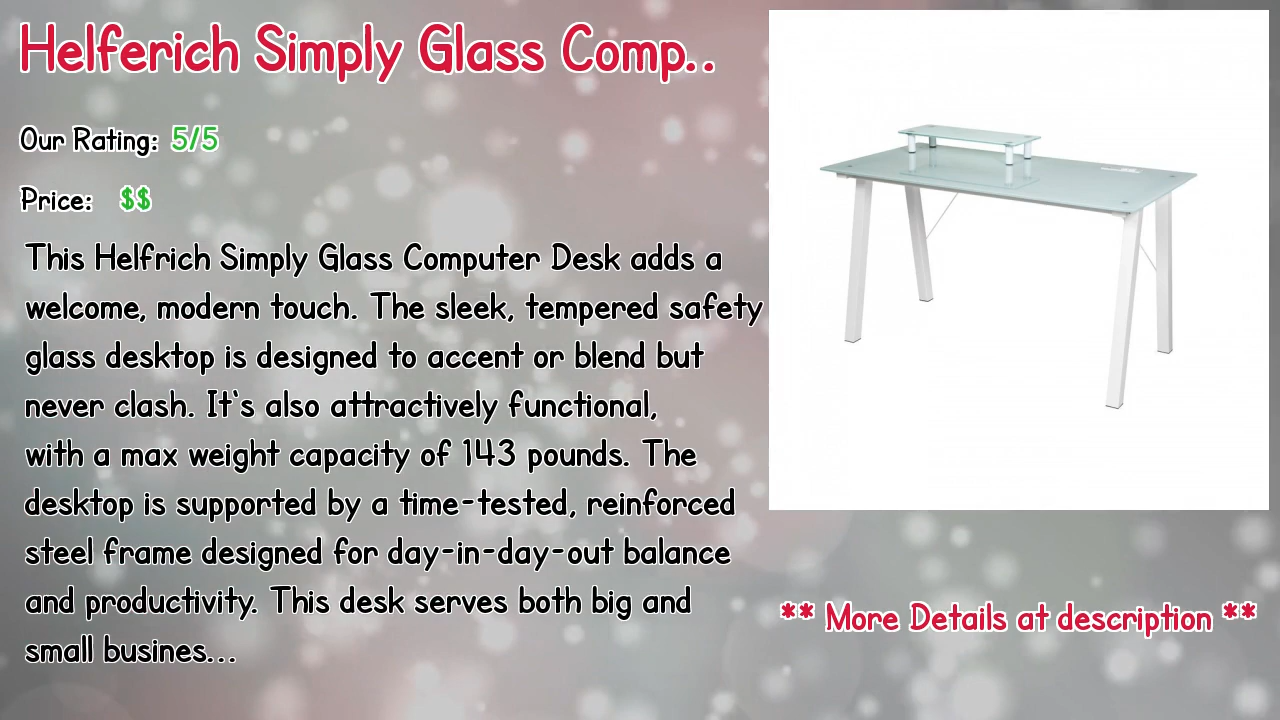 Helferich Simply Glass Comp..
Our Rating: 5/5
Price: $$
This Helfrich Simply Glass Computer Desk adds a
welcome, modern touch. The sleek, tempered safety
glass desktop is designed to accent or blend but
never clash. It's also attractively functional,
with a max weight capacity of 143 pounds. The
desktop is supported by a time-tested, reinforced
steel frame designed for day-in-day-out balance
and productivity. This desk serves both big and
small busines...
** More Details at description **